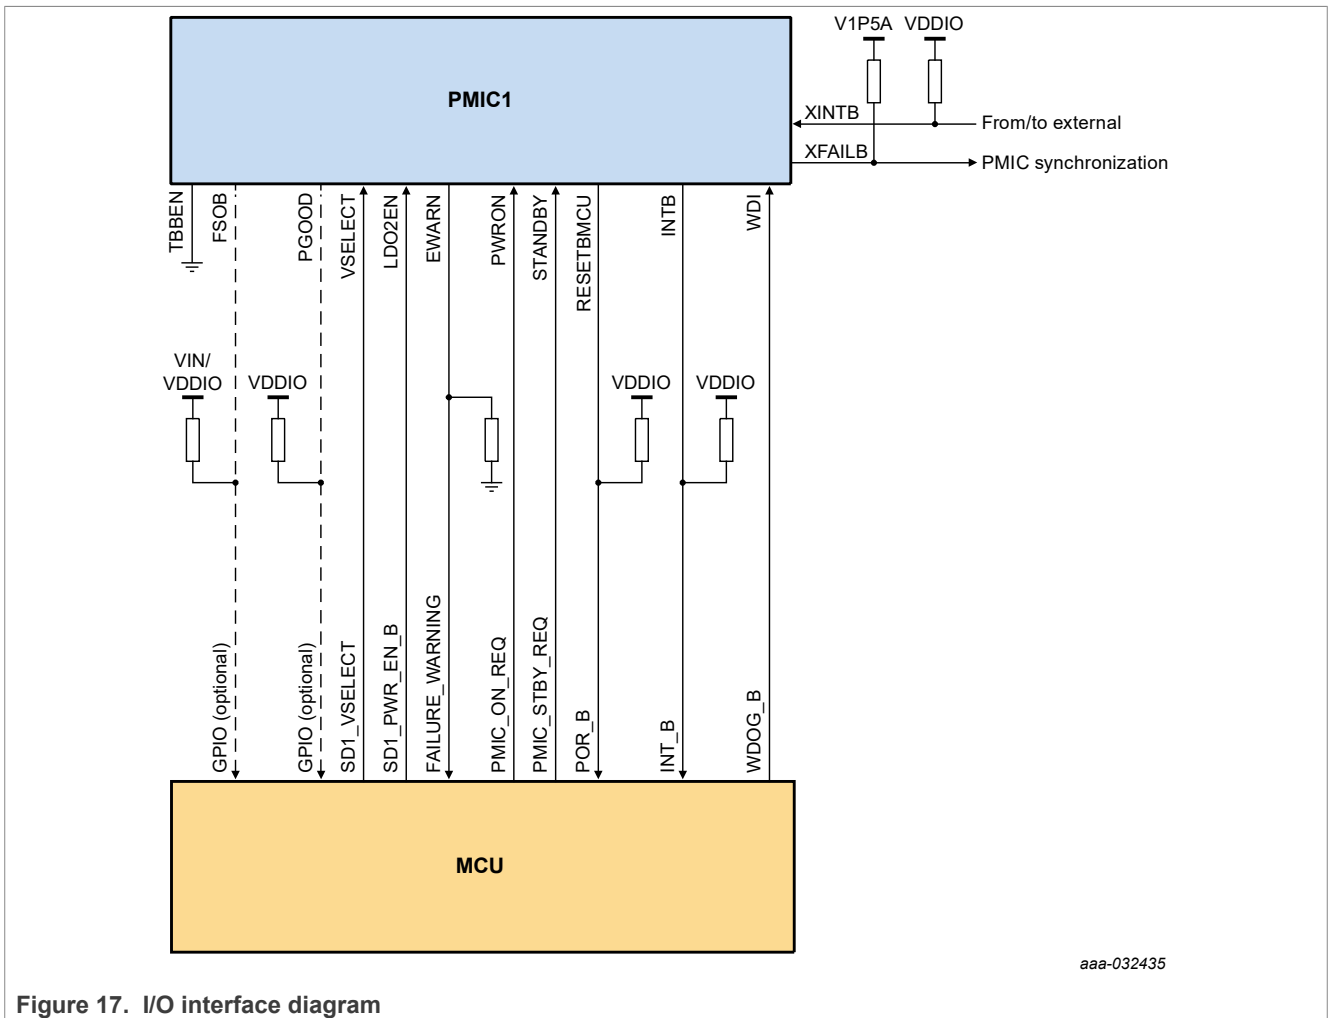 V1P5A VDDIO
PMIC1
XINTB
From/to external
XFAILB
PMIC synchronization
TBBEN
FSOB
PGOOD
VSELECT
LDO2EN
EWARN
PWRON
STANDBY
RESETBMCU
INTB
WDI
VIN/
VDDIO
VDDIO
VDDIO
VDDIO
GPIO (optional)
GPIO (optional)
SD1_VSELECT
SD1_PWR_EN_B
FAILURE_WARNING
PMIC_ON_REQ
PMIC_STBY_REQ
POR_B
INT_B
WDOG_B
MCU
aaa-032435
Figure 17. I/O interface diagram